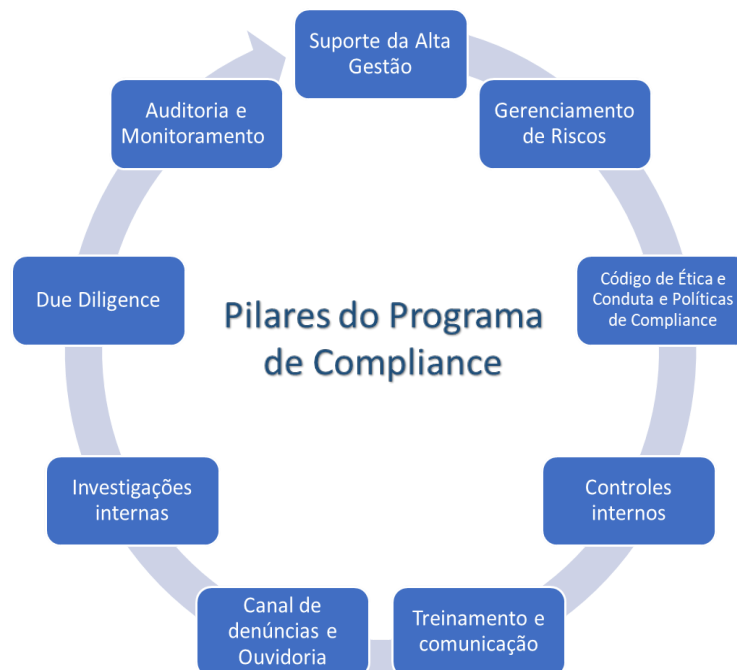 Suporte da Alta
Gestão
Gerenciamento
de Riscos
Código de Ética e
Conduta e Políticas
de Compliance
Controles
internos
Treinamento e
comunicação
Canal de
denúncias e
Ouvidoria
Investigações
internas
Due Diligence
Auditoria e
Monitoramento
Pilares do Programa
de Compliance